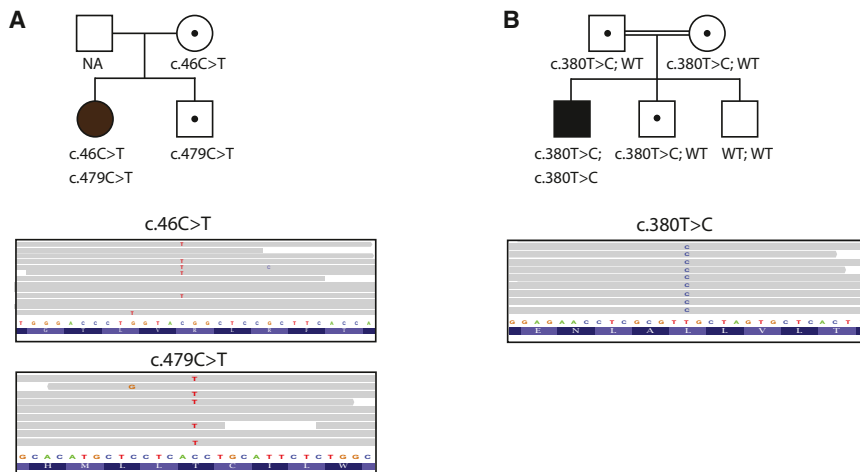 A
NA
c.46C>T
c.46C>T
c.479C>T
c.479C>T
c.46C>T
T
T
T C
T
T
T
T G G G A C C C T G G T A C G G C T C C G C T T C A C C A
G T L V R L R F T
c.479C>T
T
G
T
T
T
T
G C A C A T G C T C C T C A C C T G C A T T C T C T G G C
H M L L T C I L W
B
c.380T>C; WT
c.380T>C; WT
c.380T>C;
c.380T>C
c.380T>C; WT
WT; WT
c.380T>C
C
C
C
C
C
C
C
C
C
G G A G A A C C T C G C G T T G C T A G T G C T C A C T
E N L A L L V L T